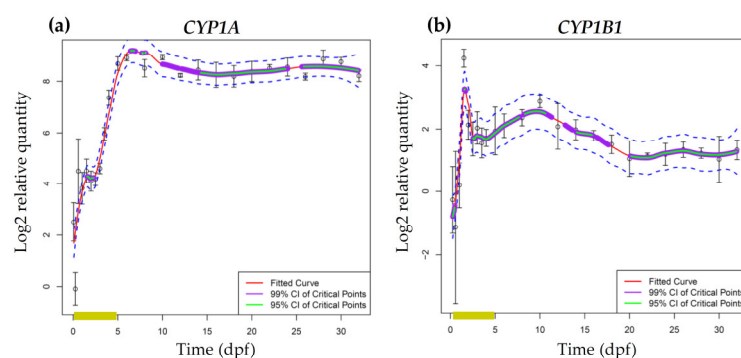 (a) CYP1A
Log2 relative quantity
8
6
4
2
0
0 5 10 15 20 25 30
Time (dpf)
Fitted Curve
99% CI of Critical Points
95% CI of Critical Points
(b) CYP1B1
Log2 relative quantity
4
2
0
−2
0 5 10 15 20 25 30
Time (dpf)
Fitted Curve
99% CI of Critical Points
95% CI of Critical Points